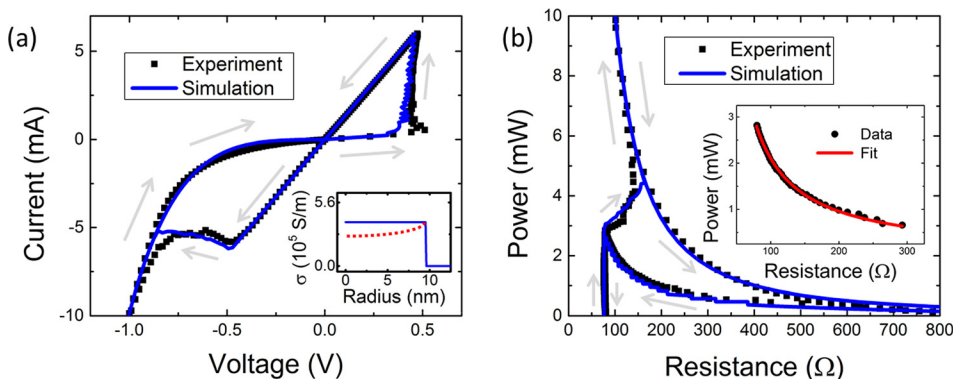 (a)
Experiment
Simulation
Current (mA)
5
0
-5
-10
-1.0
-0.5
0.0
0.5
Voltage (V)
σ (10⁵ S/m)
5.6
0.0
0
5
10
Radius (nm)
(b)
Experiment
Simulation
Power (mW)
10
8
6
4
2
0
0
100
200
300
400
500
600
700
800
Resistance (Ω)
Data
Fit
Power (mW)
3
2
1
100
200
300
Resistance (Ω)